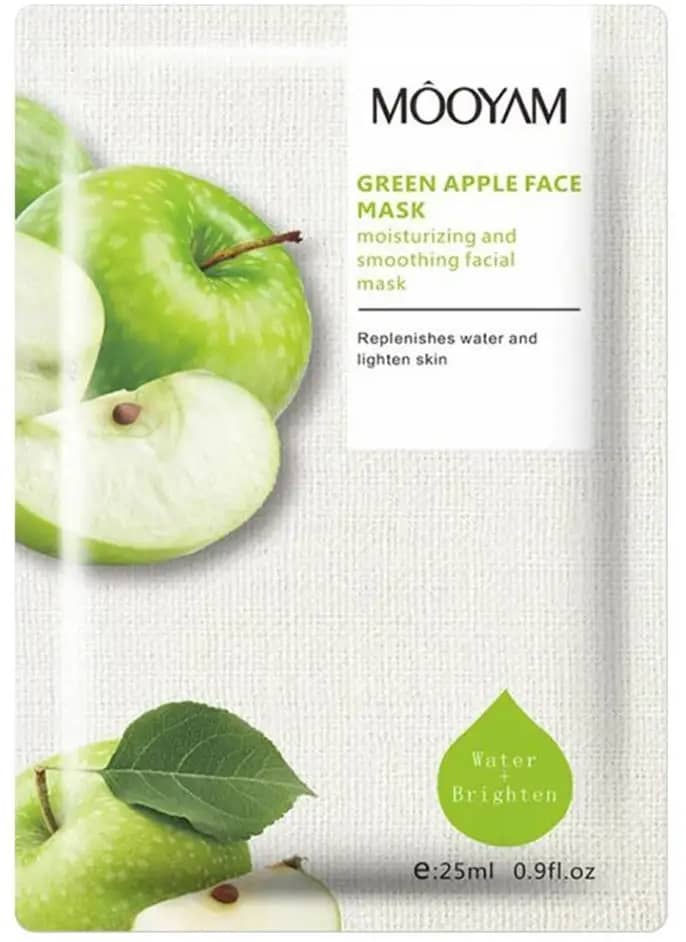 MÔOYAM
GREEN APPLE FACE
MASK
moisturizing and
smoothing facial
mask
Replenishes water and
lighten skin
Water
+
Brighten
e:25ml 0.9fl.oz